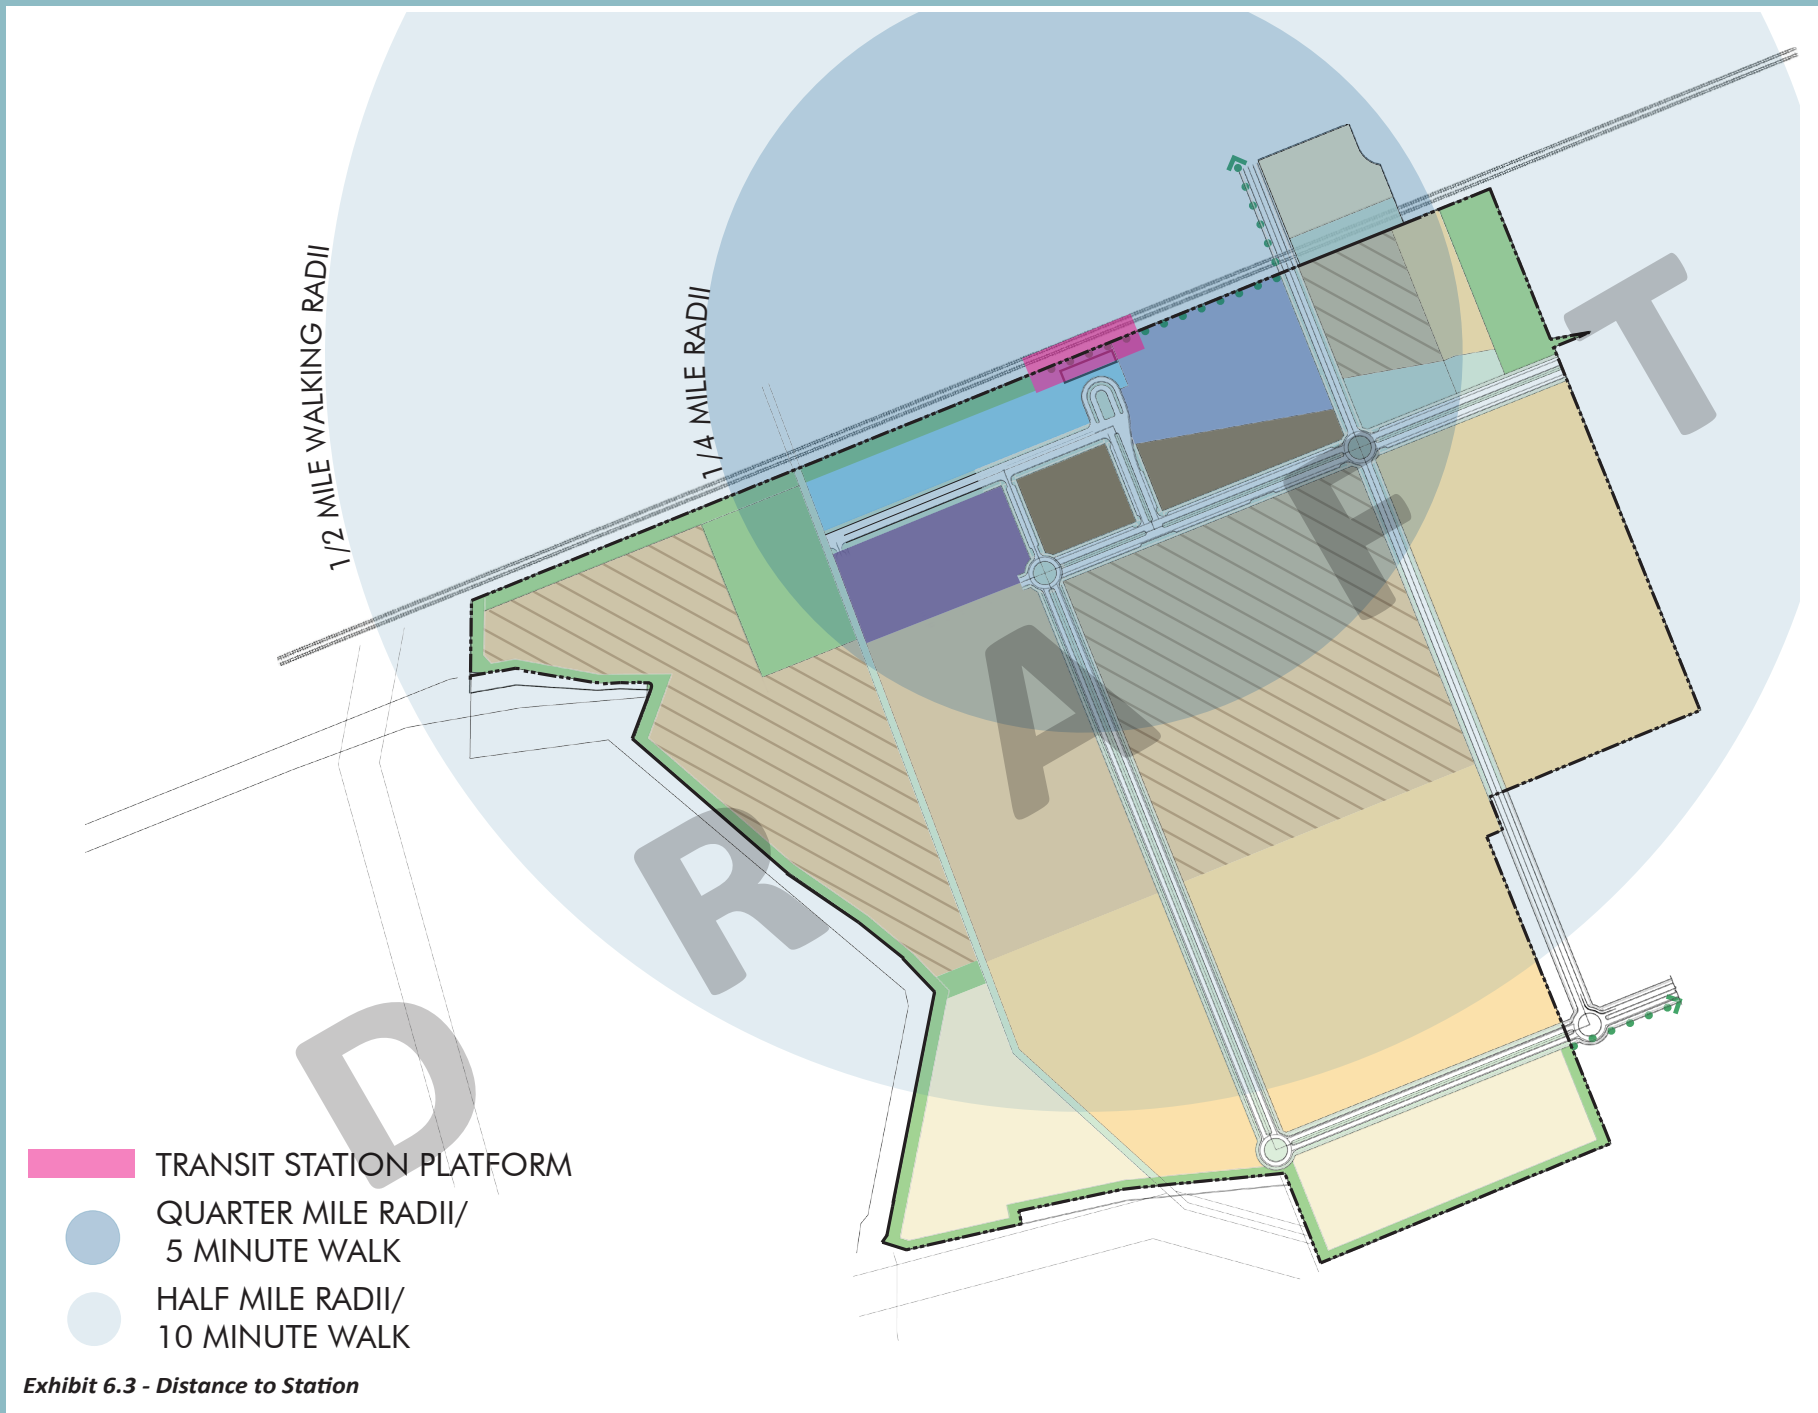 1/2 MILE WALKING RADII
1/4 MILE RADII
DRAFT
TRANSIT STATION PLATFORM
QUARTER MILE RADII/
5 MINUTE WALK
HALF MILE RADII/
10 MINUTE WALK
Exhibit 6.3 - Distance to Station